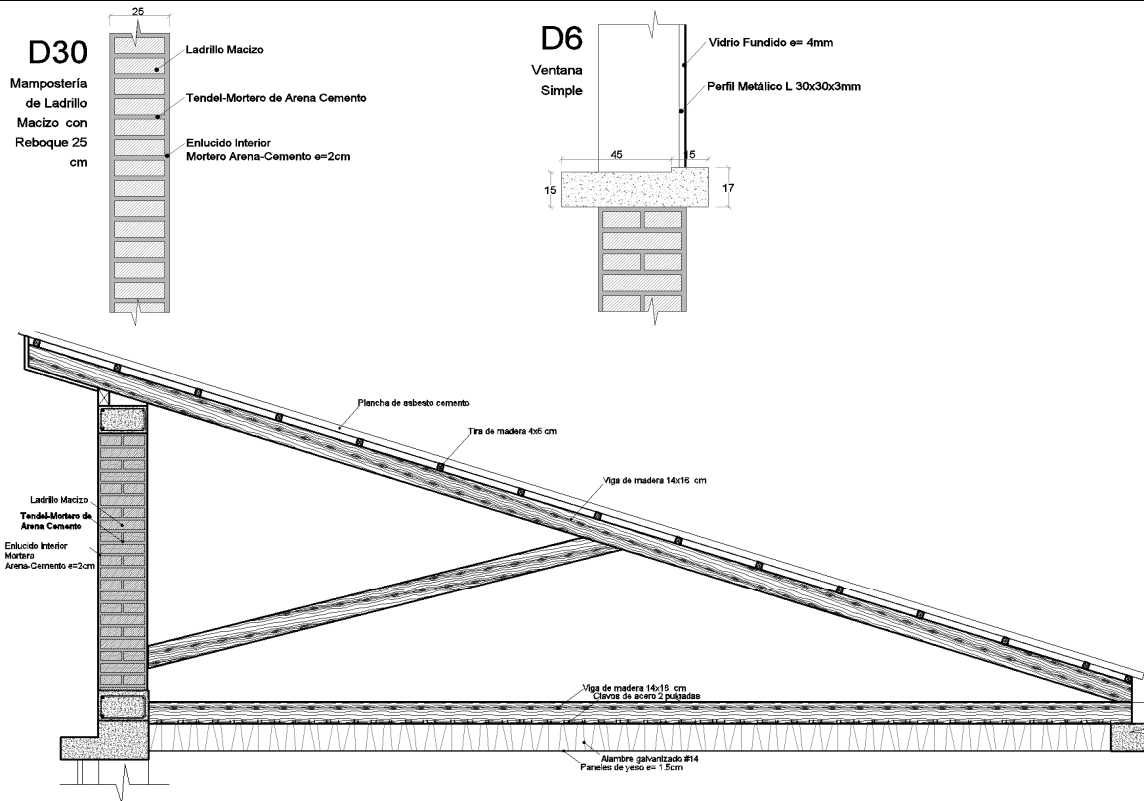 25
D30
Mampostería
de Ladrillo
Macizo con
Reboque 25
cm
Ladrillo Macizo
Tendel-Mortero de Arena Cemento
Enlucido Interior
Mortero Arena-Cemento e=2cm
D6
Ventana
Simple
Vidrio Fundido e= 4mm
Perfil Metálico L 30x30x3mm
45
15
15
17
Plancha de asbesto cemento
Tira de madera 4x5 cm
Viga de madera 14x16 cm
Ladrillo Macizo
Tendel-Mortero de
Arena Cemento
Enlucido Interior
Mortero
Arena-Cemento e=2cm
Viga de madera 14x16 cm
Clavos de acero 2 pulgadas
Alambre galvanizado #14
Paneles de yeso e= 1.5cm